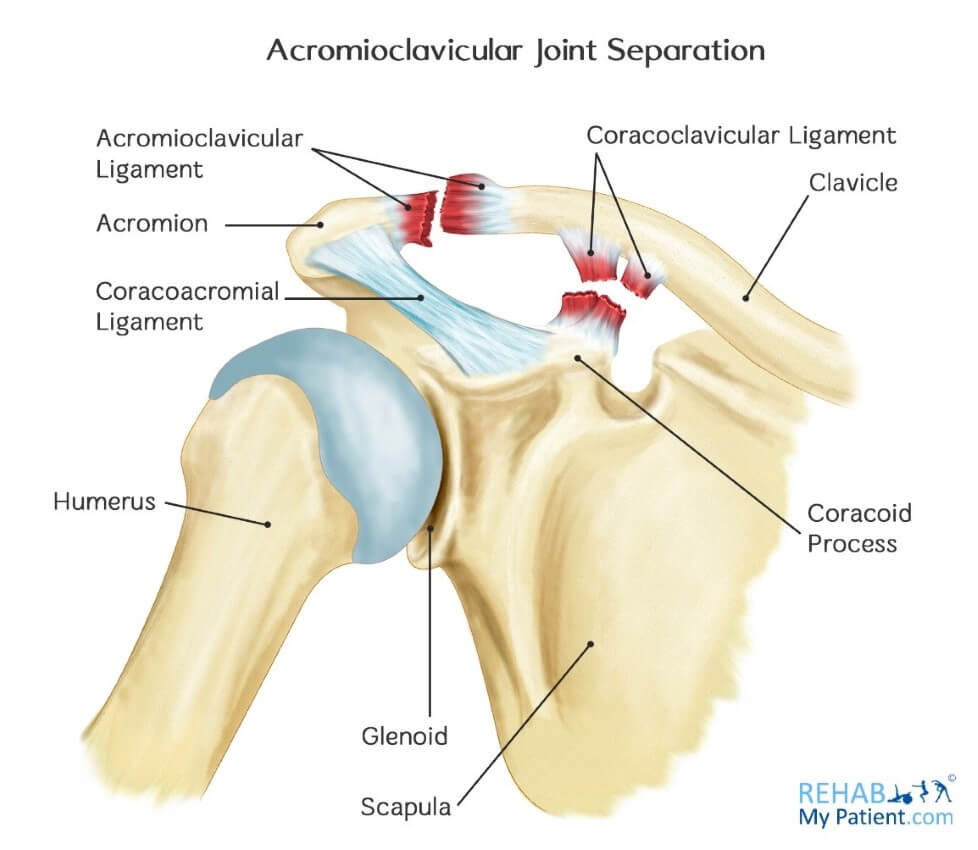 Acromioclavicular Joint Separation
Acromioclavicular
Ligament
Coracoclavicular Ligament
Clavicle
Acromion
Coracoacromial
Ligament
Humerus
Coracoid
Process
Glenoid
Scapula
REHAB ©
My Patient.com